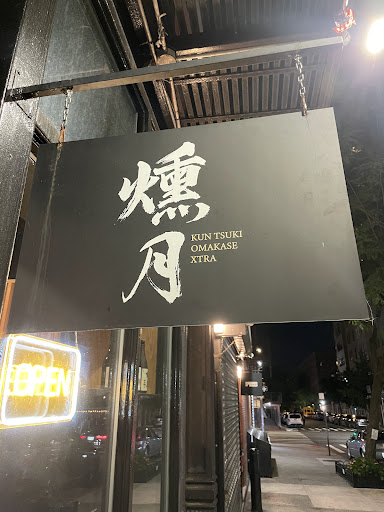 燻
月
KUN TSUKI
OMAKASE
XTRA
OPEN